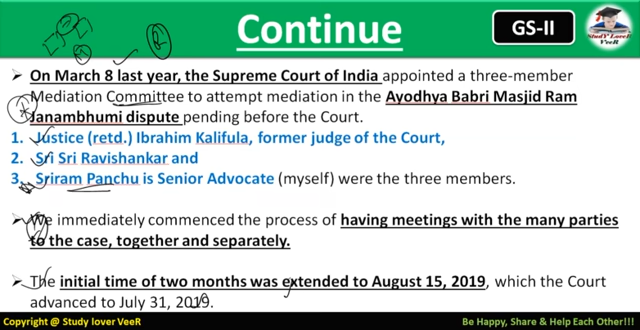 Continue
GS-II
StudY LoveR
VeeR
On March 8 last year, the Supreme Court of India appointed a three-member
Mediation Committee to attempt mediation in the Ayodhya Babri Masjid Ram
Janambhumi dispute pending before the Court.
1. Justice (retd.) Ibrahim Kalifula, former judge of the Court,
2. Sri Sri Ravishankar and
3. Sriram Panchu is Senior Advocate (myself) were the three members.
We immediately commenced the process of having meetings with the many parties
to the case, together and separately.
The initial time of two months was extended to August 15, 2019, which the Court
advanced to July 31, 2019.
Copyright @ Study lover VeeR
Be Happy, Share & Help Each Other!!!